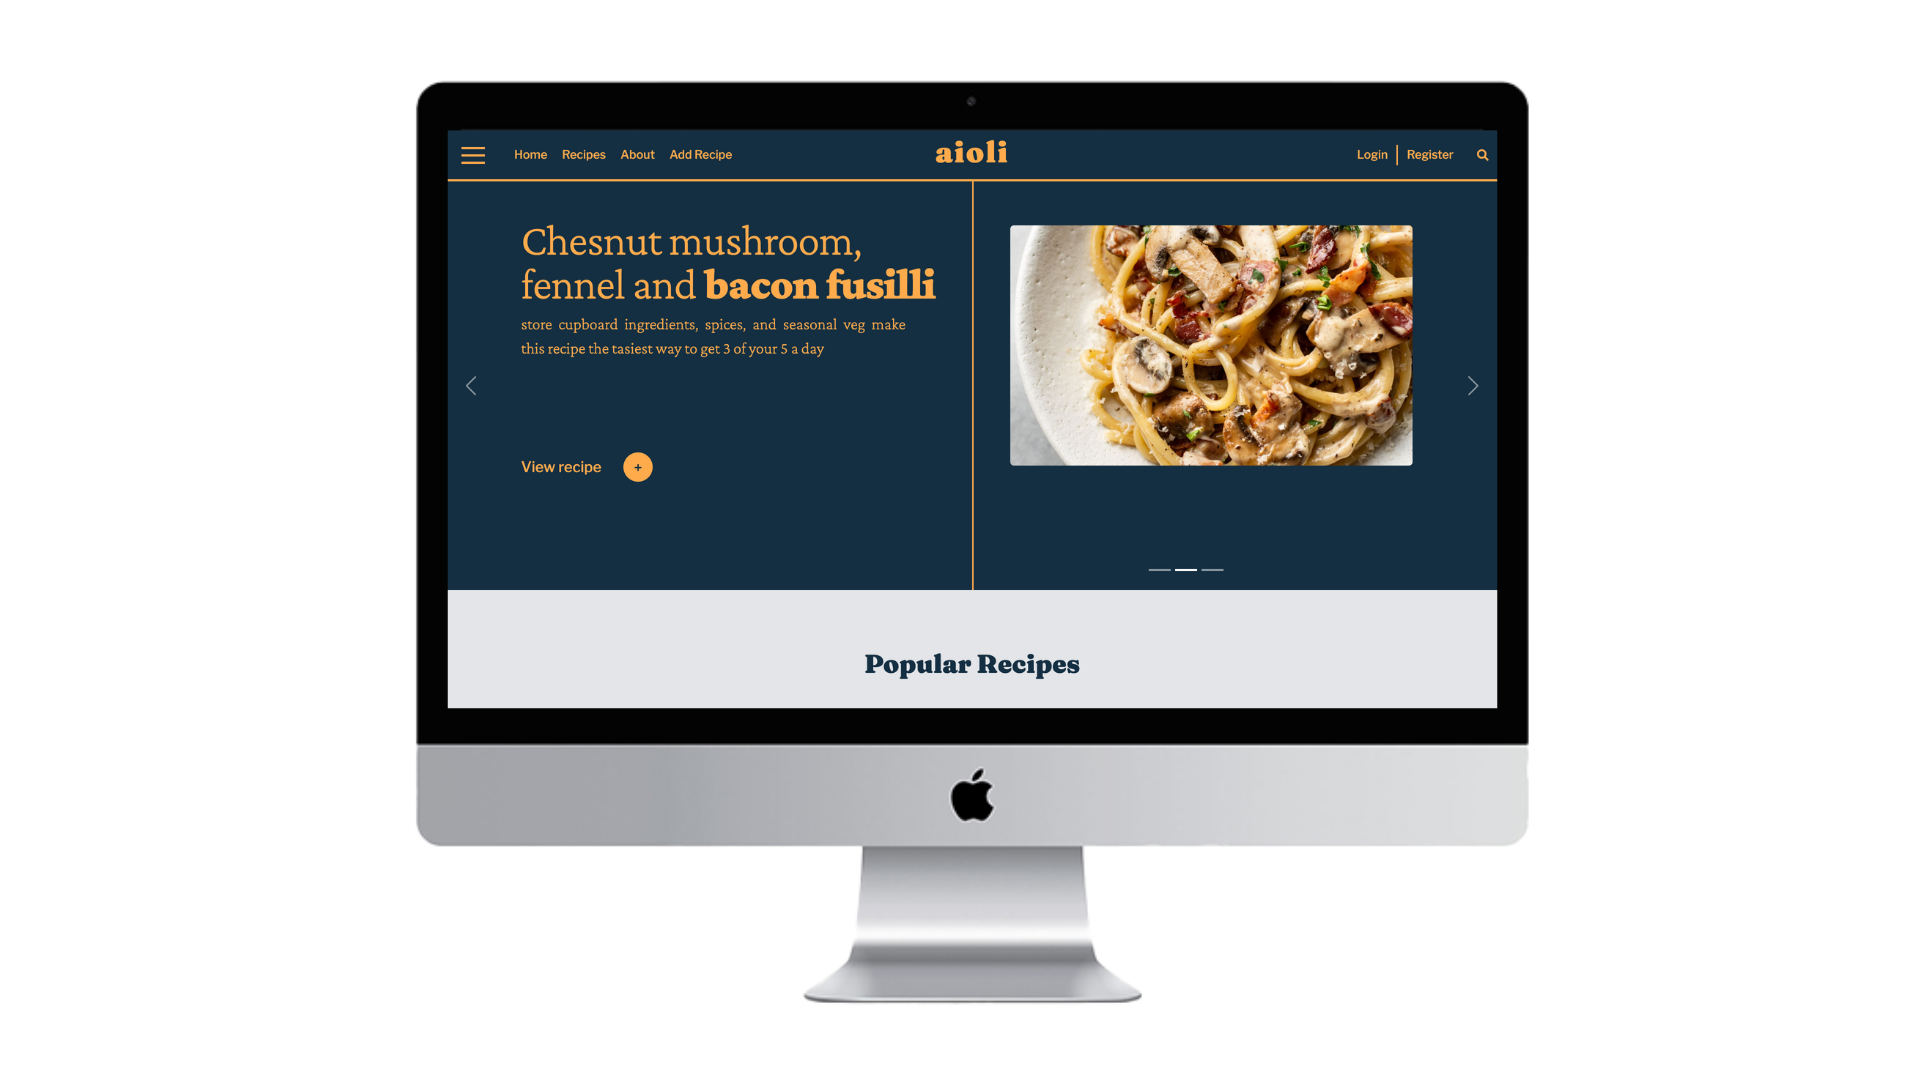 Home Recipes About Add Recipe aioli Login Register
Chesnut mushroom,
fennel and bacon fusilli
store cupboard ingredients, spices, and seasonal veg make
this recipe the tasiest way to get 3 of your 5 a day
View recipe +
Popular Recipes